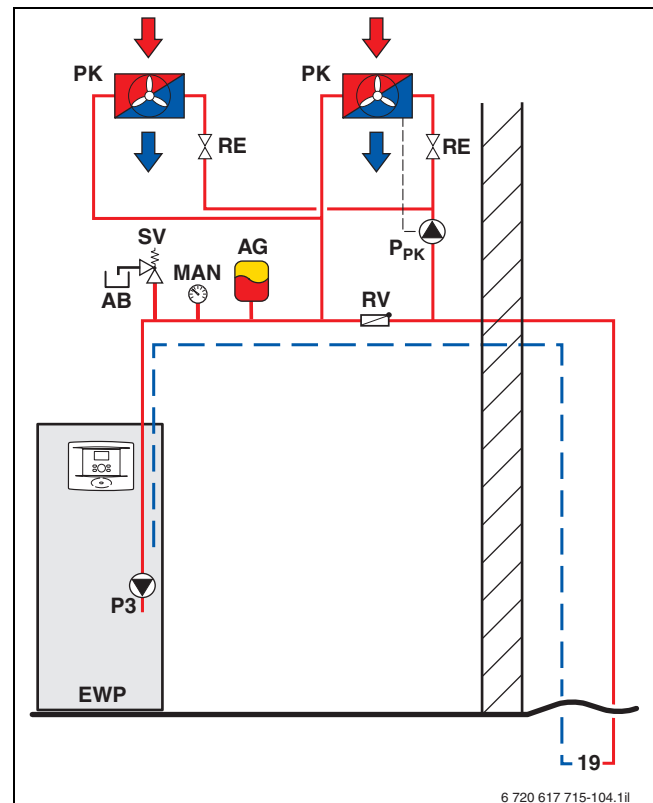 PK
PK
RE
RE
SV
AG
MAN
AB
PPK
RV
P3
EWP
19
6 720 617 715-104.1il